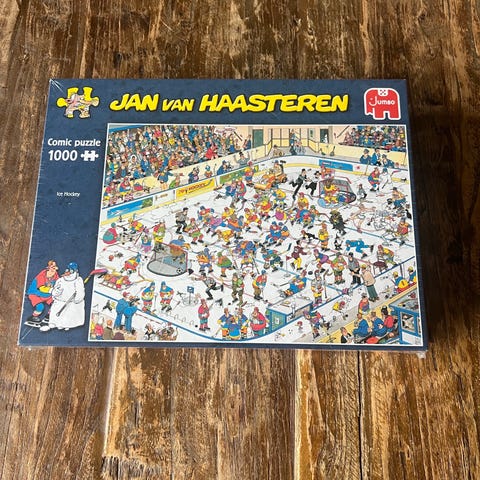 JAN VAN HAASTEREN
Jumbo
Comic puzzle
1000
Ice Hockey